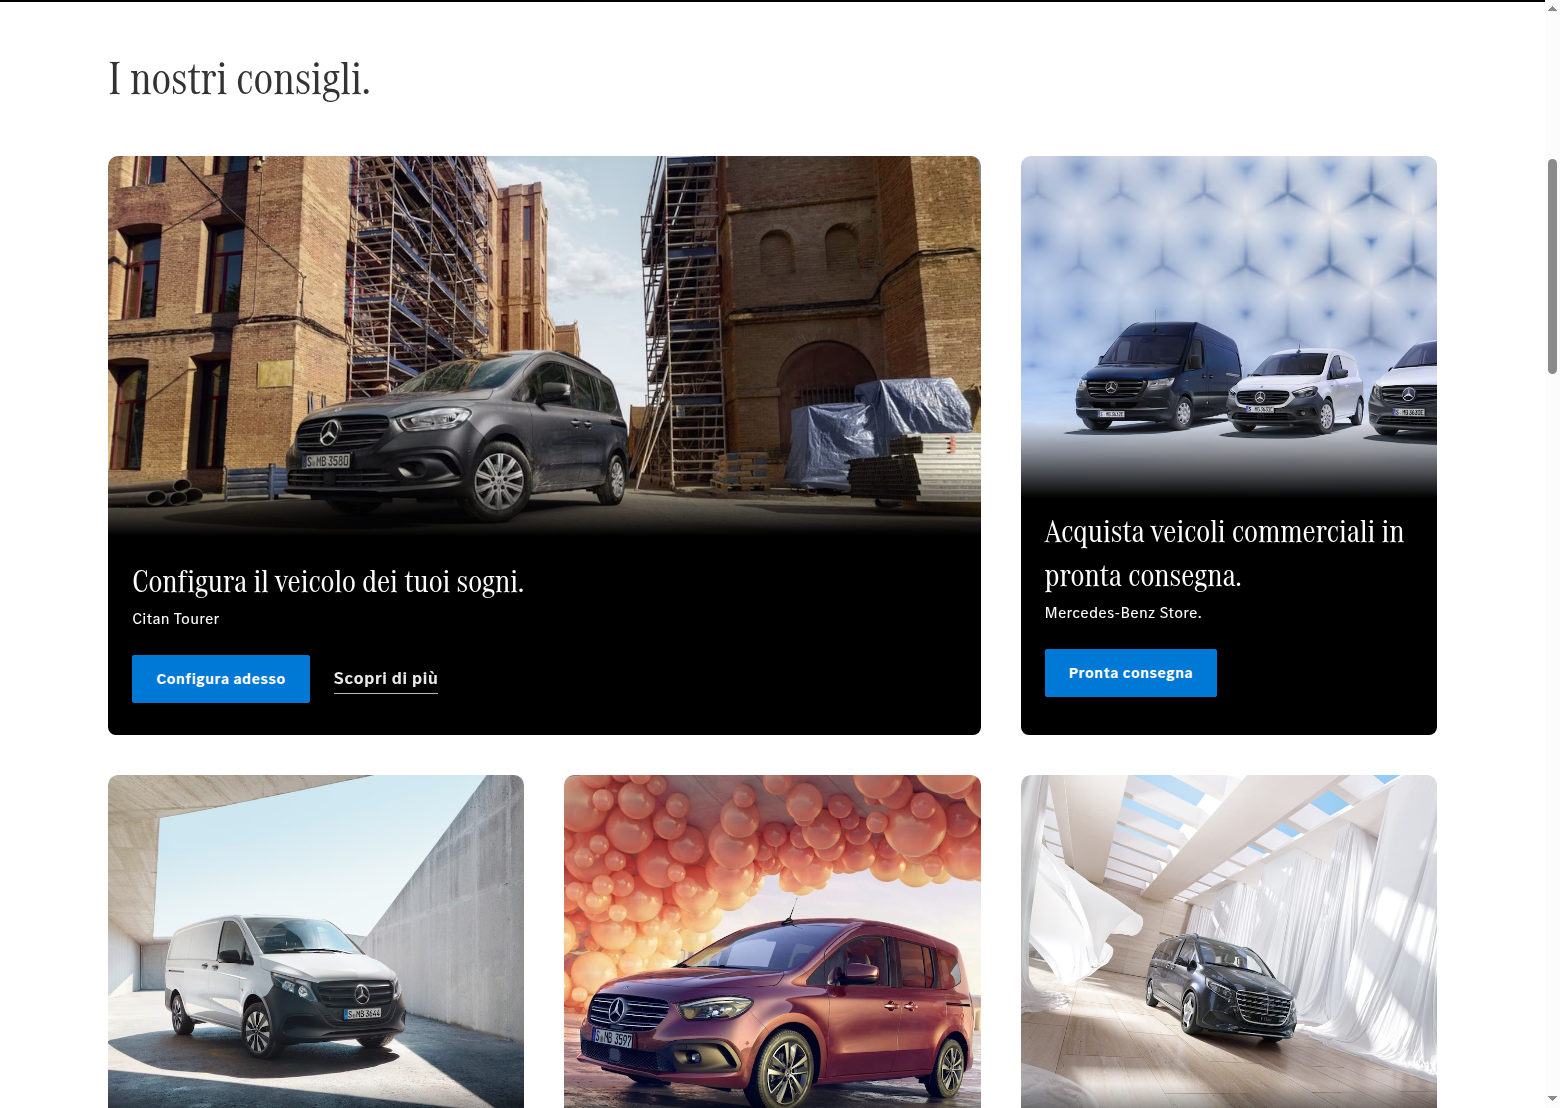 I nostri consigli.
S MB 3580
Configura il veicolo dei tuoi sogni.
Citan Tourer
Configura adesso
Scopri di più
Acquista veicoli commerciali in
pronta consegna.
Mercedes-Benz Store.
Pronta consegna
S MB 3644
S MB 3597